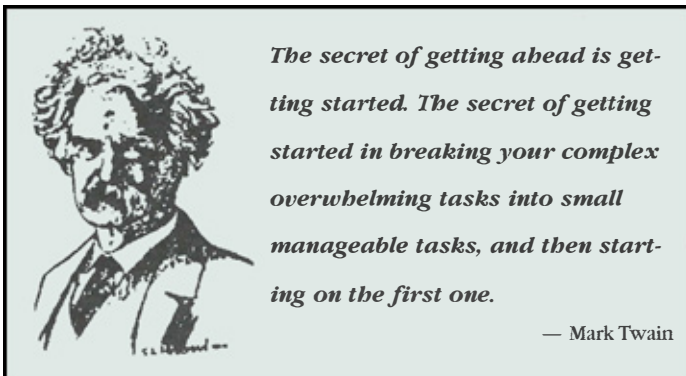 The secret of getting ahead is get-
ting started. The secret of getting
started in breaking your complex
overwhelming tasks into small
manageable tasks, and then start-
ing on the first one.
— Mark Twain